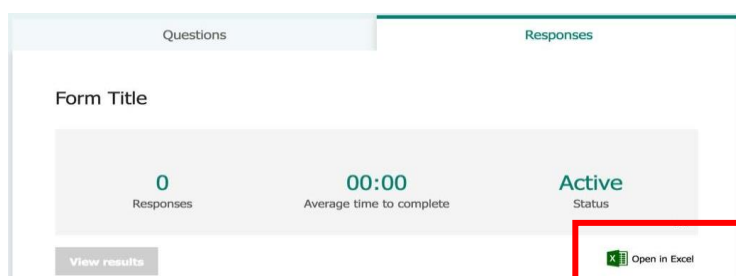 Questions Responses
Form Title
0 00:00 Active
Responses Average time to complete Status
View results Open in Excel